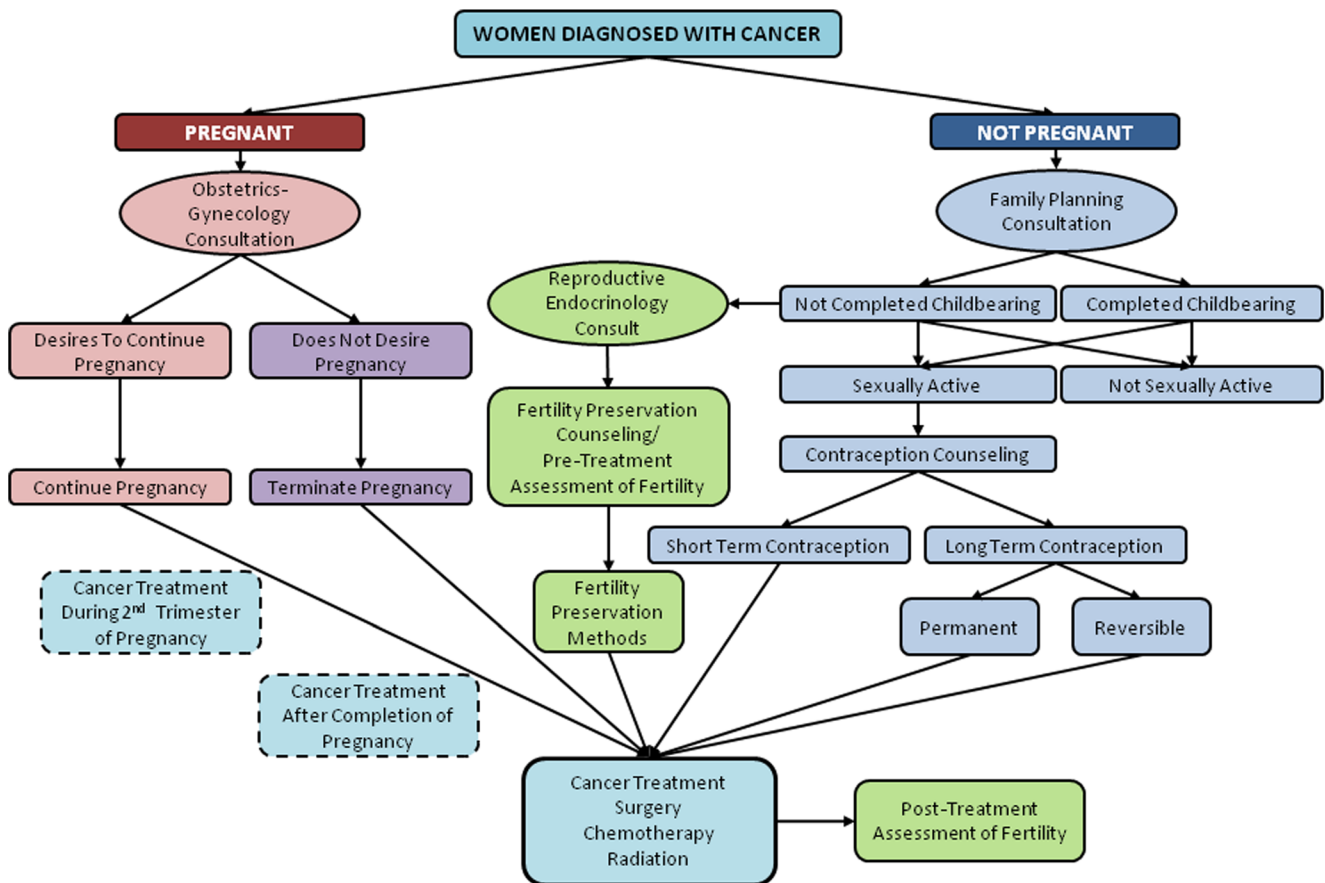 WOMEN DIAGNOSED WITH CANCER
PREGNANT
NOT PREGNANT
Obstetrics-
Gynecology
Consultation
Family Planning
Consultation
Reproductive
Endocrinology
Consult
Not Completed Childbearing
Completed Childbearing
Desires To Continue
Pregnancy
Does Not Desire
Pregnancy
Sexually Active
Not Sexually Active
Fertility Preservation
Counseling/
Pre-Treatment
Assessment of Fertility
Contraception Counseling
Continue Pregnancy
Terminate Pregnancy
Short Term Contraception
Long Term Contraception
Cancer Treatment
During 2nd Trimester
of Pregnancy
Fertility
Preservation
Methods
Permanent
Reversible
Cancer Treatment
After Completion of
Pregnancy
Cancer Treatment
Surgery
Chemotherapy
Radiation
Post-Treatment
Assessment of Fertility